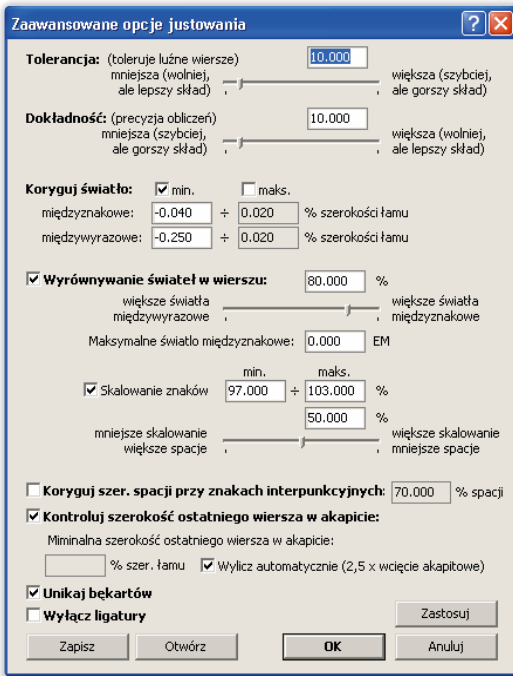 Zaawansowane opcje justowania
Tolerancja: (toleruje luźne wiersze) 10.000
mniejsza (wolniej, ale lepszy skład) większa (szybciej, ale gorszy skład)
Dokładność: (precyzja obliczeń) 10.000
mniejsza (szybciej, ale gorszy skład) większa (wolniej, ale lepszy skład)
Koryguj światło: min. maks.
międzyznakowe: -0.040 ÷ 0.020 % szerokości łamu
międzywyrazowe: -0.250 ÷ 0.020 % szerokości łamu
Wyrównywanie świateł w wierszu: 80.000 %
większe światła międzywyrazowe większe światła międzyznakowe
Maksymalne światlo międzyznakowe: 0.000 EM
min. maks.
Skalowanie znaków 97.000 ÷ 103.000 %
50.000 %
mniejsze skalowanie większe spacje większe skalowanie mniejsze spacje
Koryguj szer. spacji przy znakach interpunkcyjnych: 70.000 % spacji
Kontroluj szerokość ostatniego wiersza w akapicie:
Miminalna szerokość ostatniego wiersza w akapicie:
% szer. łamu Wylicz automatycznie (2,5 x wcięcie akapitowe)
Unikaj bękartów
Wyłącz ligatury
Zastosuj
Zapisz Otwórz OK Anuluj